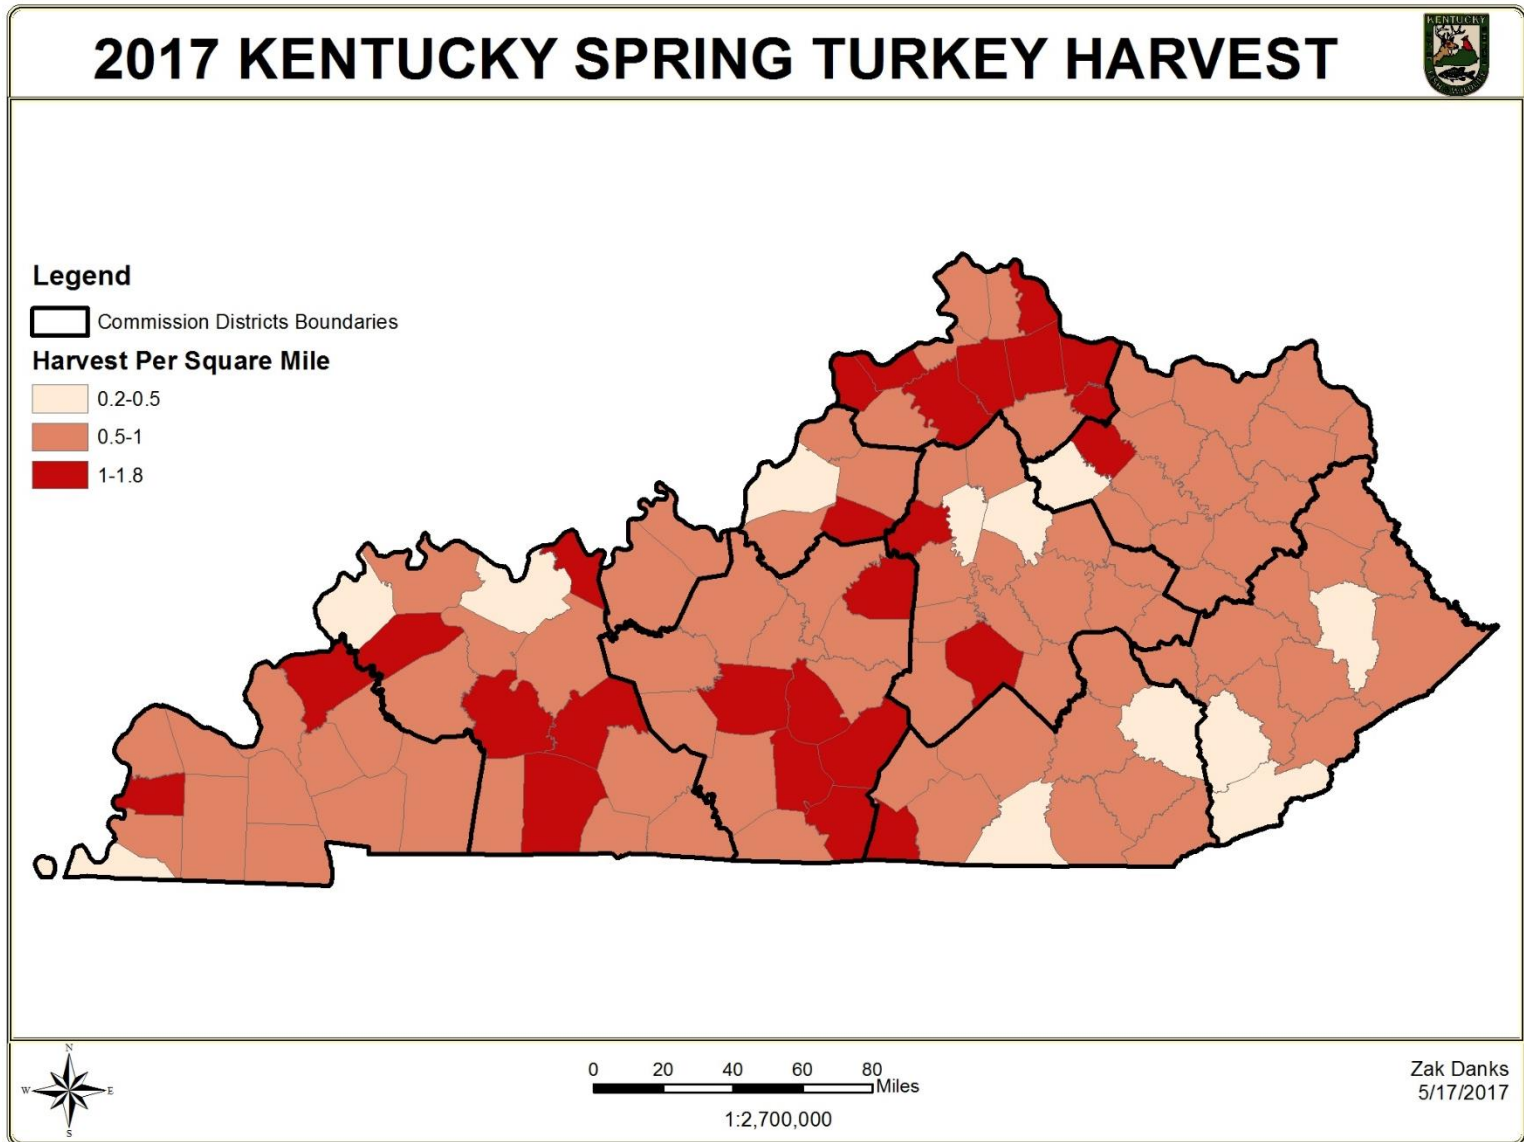 2017 KENTUCKY SPRING TURKEY HARVEST
KENTUCKY
Legend
Commission Districts Boundaries
Harvest Per Square Mile
0.2-0.5
0.5-1
1-1.8
N
W E
S
0 20 40 60 80
Miles
1:2,700,000
Zak Danks
5/17/2017